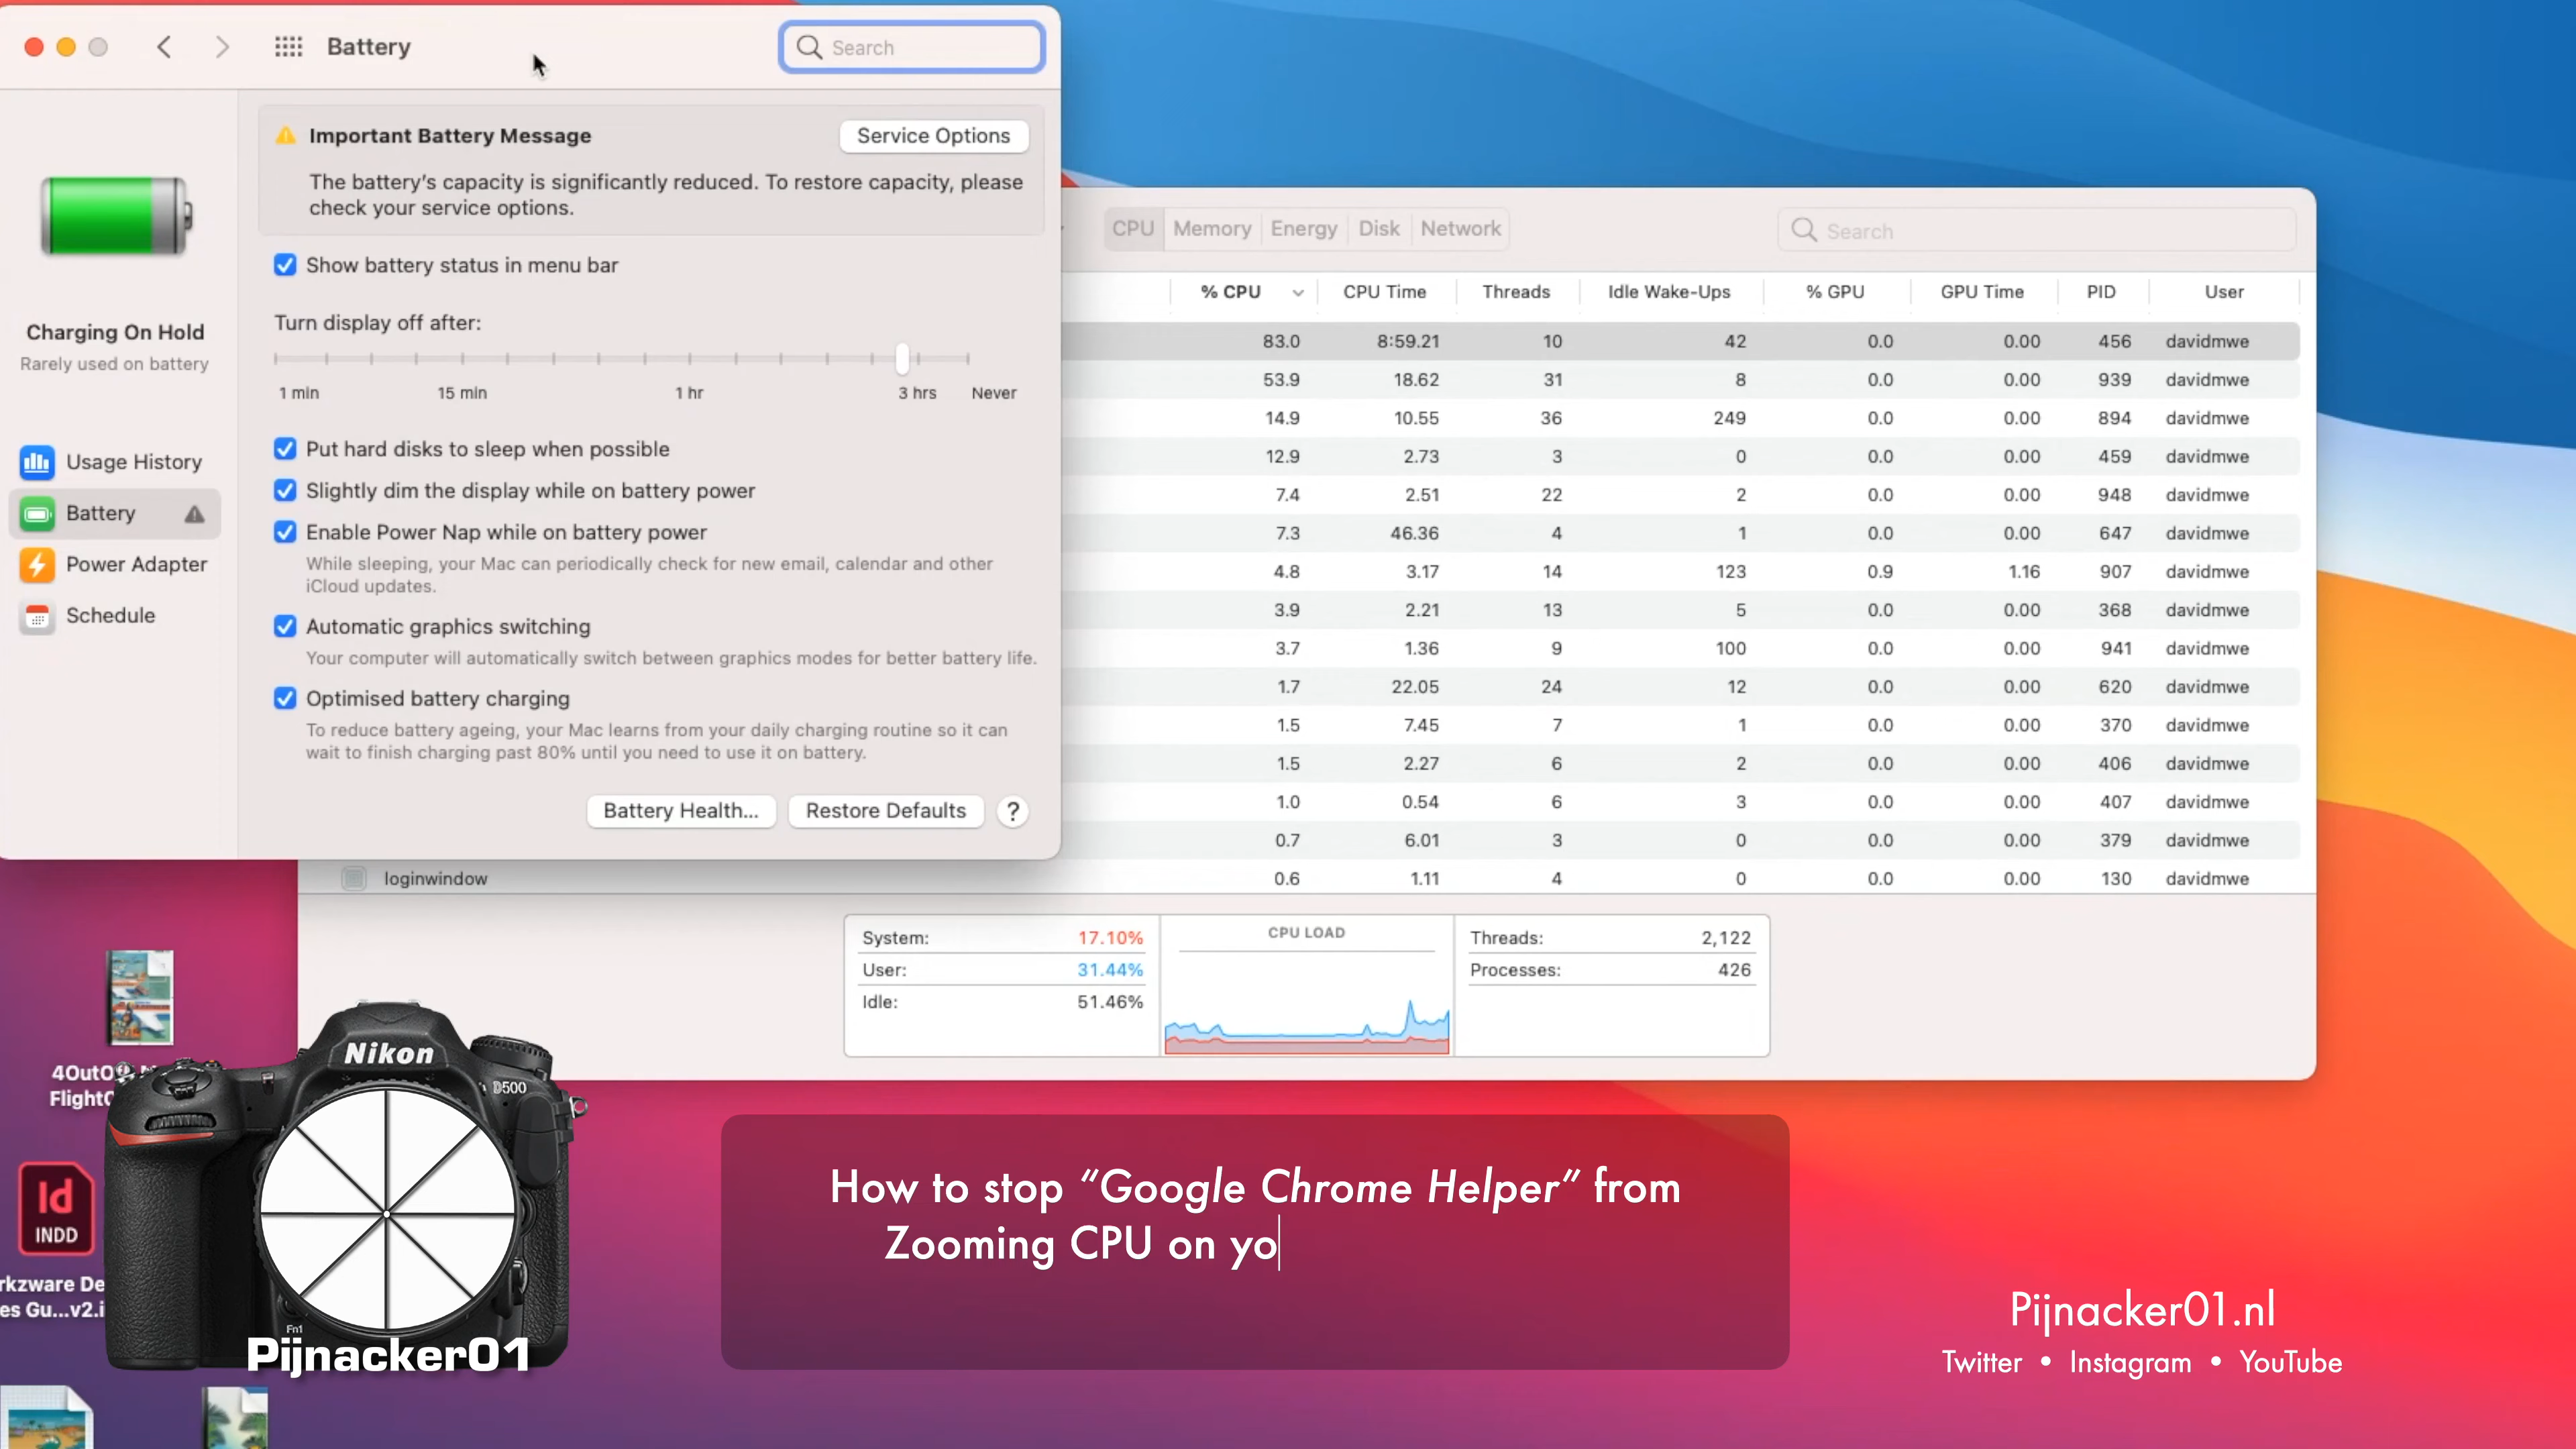 Battery
Search
Important Battery Message
Service Options
The battery's capacity is significantly reduced. To restore capacity, please
check your service options.
Show battery status in menu bar
Turn display off after:
1 min 15 min 1 hr 3 hrs Never
Charging On Hold
Rarely used on battery
Usage History
Battery
Power Adapter
Schedule
Put hard disks to sleep when possible
Slightly dim the display while on battery power
Enable Power Nap while on battery power
While sleeping, your Mac can periodically check for new email, calendar and other
iCloud updates.
Automatic graphics switching
Your computer will automatically switch between graphics modes for better battery life.
Optimised battery charging
To reduce battery ageing, your Mac learns from your daily charging routine so it can
wait to finish charging past 80% until you need to use it on battery.
Battery Health... Restore Defaults ?
CPU Memory Energy Disk Network Search
% CPU CPU Time Threads Idle Wake-Ups % GPU GPU Time PID User
83.0 8:59.21 10 42 0.0 0.00 456 davidmwe
53.9 18.62 31 8 0.0 0.00 939 davidmwe
14.9 10.55 36 249 0.0 0.00 894 davidmwe
12.9 2.73 3 0 0.0 0.00 459 davidmwe
7.4 2.51 22 2 0.0 0.00 948 davidmwe
7.3 46.36 4 1 0.0 0.00 647 davidmwe
4.8 3.17 14 123 0.9 1.16 907 davidmwe
3.9 2.21 13 5 0.0 0.00 368 davidmwe
3.7 1.36 9 100 0.0 0.00 941 davidmwe
1.7 22.05 24 12 0.0 0.00 620 davidmwe
1.5 7.45 7 1 0.0 0.00 370 davidmwe
1.5 2.27 6 2 0.0 0.00 406 davidmwe
1.0 0.54 6 3 0.0 0.00 407 davidmwe
0.7 6.01 3 0 0.0 0.00 379 davidmwe
loginwindow 0.6 1.11 4 0 0.0 0.00 130 davidmwe
System: 17.10%
User: 31.44%
Idle: 51.46%
CPU LOAD
Threads: 2,122
Processes: 426
4OutO
Flight
Id
INDD
rkzware De
es Gu...v2.i
Nikon
D500
Fn1
Pijnacker01
How to stop “Google Chrome Helper” from
Zooming CPU on yo
Pijnacker01.nl
Twitter • Instagram • YouTube